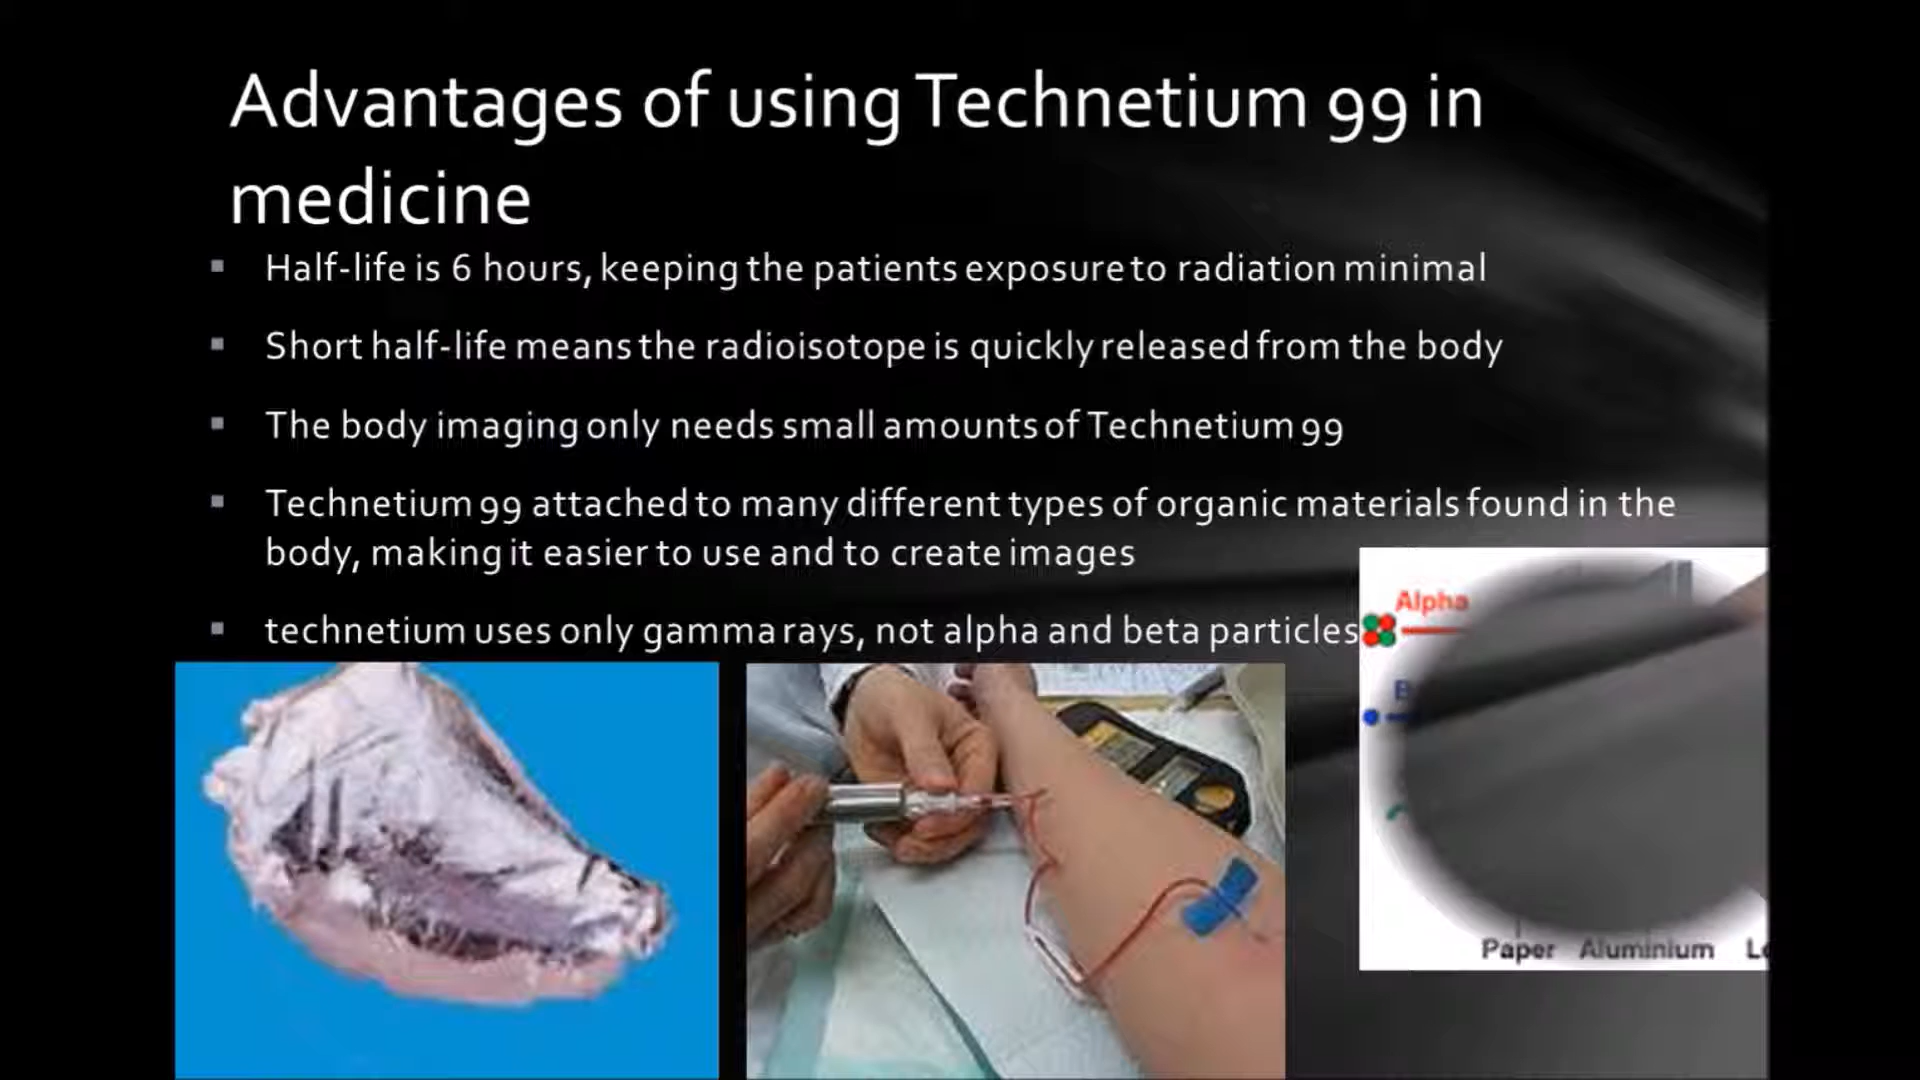 Advantages of using Technetium 99 in
medicine
Half-life is 6 hours, keeping the patients exposure to radiation minimal
Short half-life means the radioisotope is quickly released from the body
The body imaging only needs small amounts of Technetium 99
Technetium 99 attached to many different types of organic materials found in the
body, making it easier to use and to create images
technetium uses only gamma rays, not alpha and beta particles
Alpha
Paper Aluminium